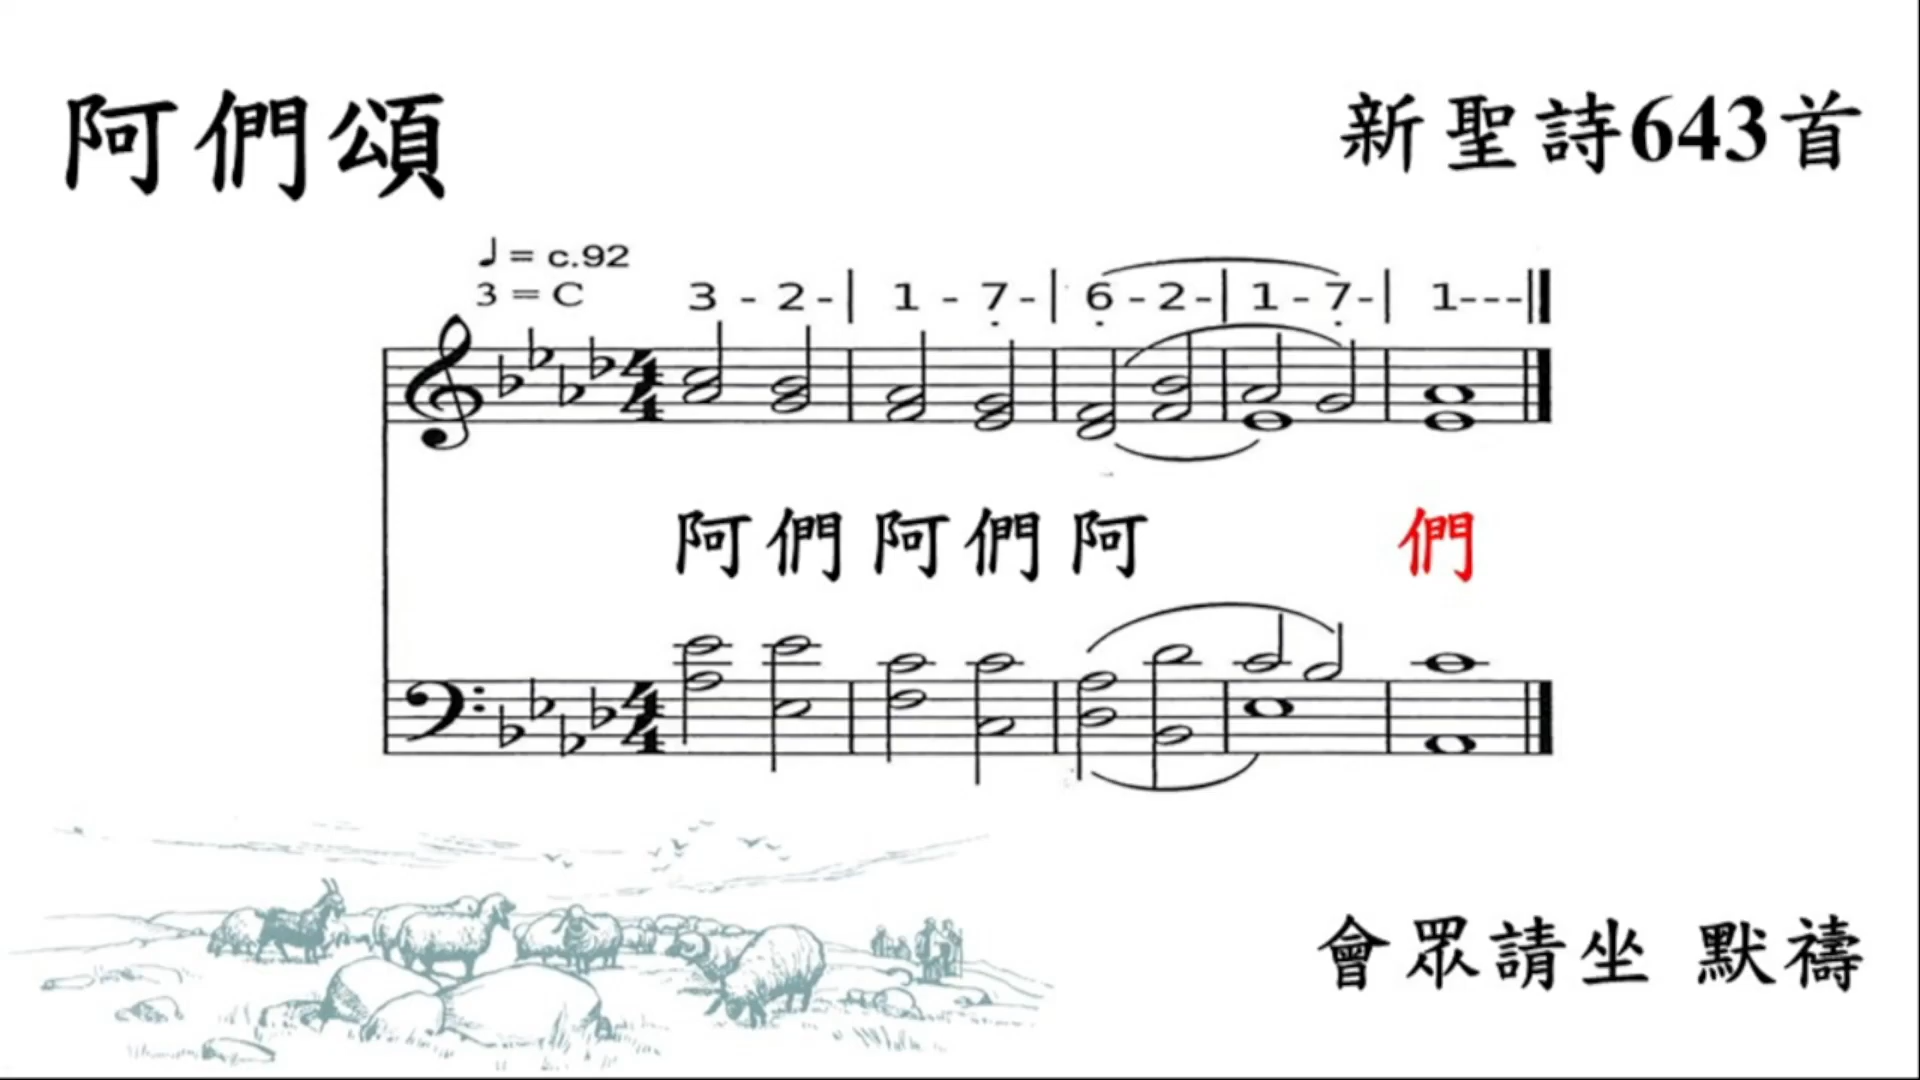 阿們頌
新聖詩643首
♩ = c.92
3 = C
3 - 2 - | 1 - 7̣ - | 6̣ - 2 - | 1 - 7̣ - | 1 - - - ‖
阿們阿們阿 們
會眾請坐 默禱